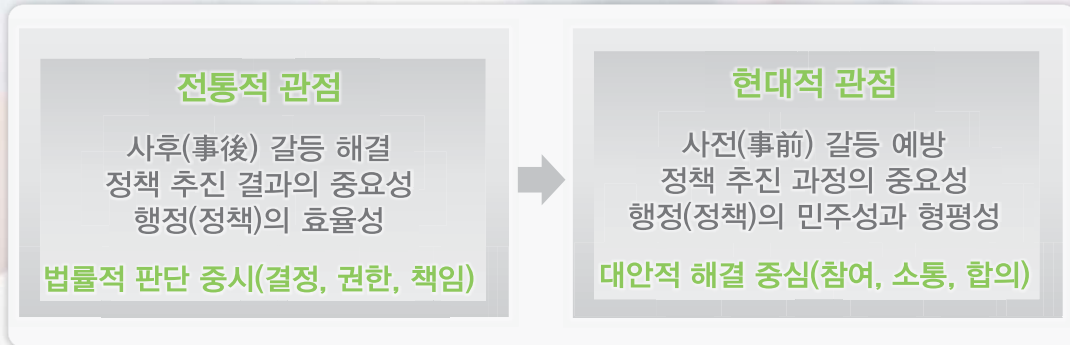 전통적 관점
사후(事後) 갈등 해결
정책 추진 결과의 중요성
행정(정책)의 효율성
법률적 판단 중시(결정, 권한, 책임)
현대적 관점
사전(事前) 갈등 예방
정책 추진 과정의 중요성
행정(정책)의 민주성과 형평성
대안적 해결 중심(참여, 소통, 합의)